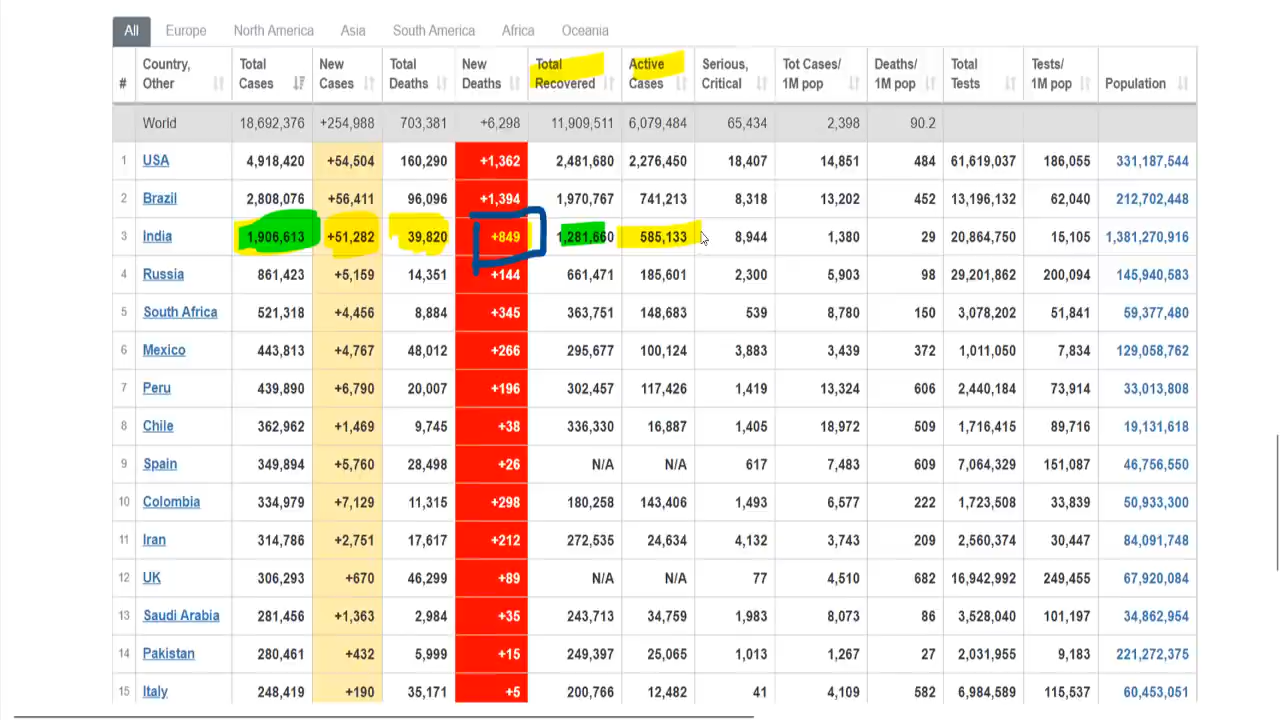 All Europe North America Asia South America Africa Oceania
# Country, Other Total Cases New Cases Total Deaths New Deaths Total Recovered Active Cases Serious, Critical Tot Cases/ 1M pop Deaths/ 1M pop Total Tests Tests/ 1M pop Population
World 18,692,376 +254,988 703,381 +6,298 11,909,511 6,079,484 65,434 2,398 90.2
1 USA 4,918,420 +54,504 160,290 +1,362 2,481,680 2,276,450 18,407 14,851 484 61,619,037 186,055 331,187,544
2 Brazil 2,808,076 +56,411 96,096 +1,394 1,970,767 741,213 8,318 13,202 452 13,196,132 62,040 212,702,448
3 India 1,906,613 +51,282 39,820 +849 1,281,660 585,133 8,944 1,380 29 20,864,750 15,105 1,381,270,916
4 Russia 861,423 +5,159 14,351 +144 661,471 185,601 2,300 5,903 98 29,201,862 200,094 145,940,583
5 South Africa 521,318 +4,456 8,884 +345 363,751 148,683 539 8,780 150 3,078,202 51,841 59,377,480
6 Mexico 443,813 +4,767 48,012 +266 295,677 100,124 3,883 3,439 372 1,011,050 7,834 129,058,762
7 Peru 439,890 +6,790 20,007 +196 302,457 117,426 1,419 13,324 606 2,440,184 73,914 33,013,808
8 Chile 362,962 +1,469 9,745 +38 336,330 16,887 1,405 18,972 509 1,716,415 89,716 19,131,618
9 Spain 349,894 +5,760 28,498 +26 N/A N/A 617 7,483 609 7,064,329 151,087 46,756,550
10 Colombia 334,979 +7,129 11,315 +298 180,258 143,406 1,493 6,577 222 1,723,508 33,839 50,933,300
11 Iran 314,786 +2,751 17,617 +212 272,535 24,634 4,132 3,743 209 2,560,374 30,447 84,091,748
12 UK 306,293 +670 46,299 +89 N/A N/A 77 4,510 682 16,942,992 249,455 67,920,084
13 Saudi Arabia 281,456 +1,363 2,984 +35 243,713 34,759 1,983 8,073 86 3,528,040 101,197 34,862,954
14 Pakistan 280,461 +432 5,999 +15 249,397 25,065 1,013 1,267 27 2,031,955 9,183 221,272,375
15 Italy 248,419 +190 35,171 +5 200,766 12,482 41 4,109 582 6,984,589 115,537 60,453,051